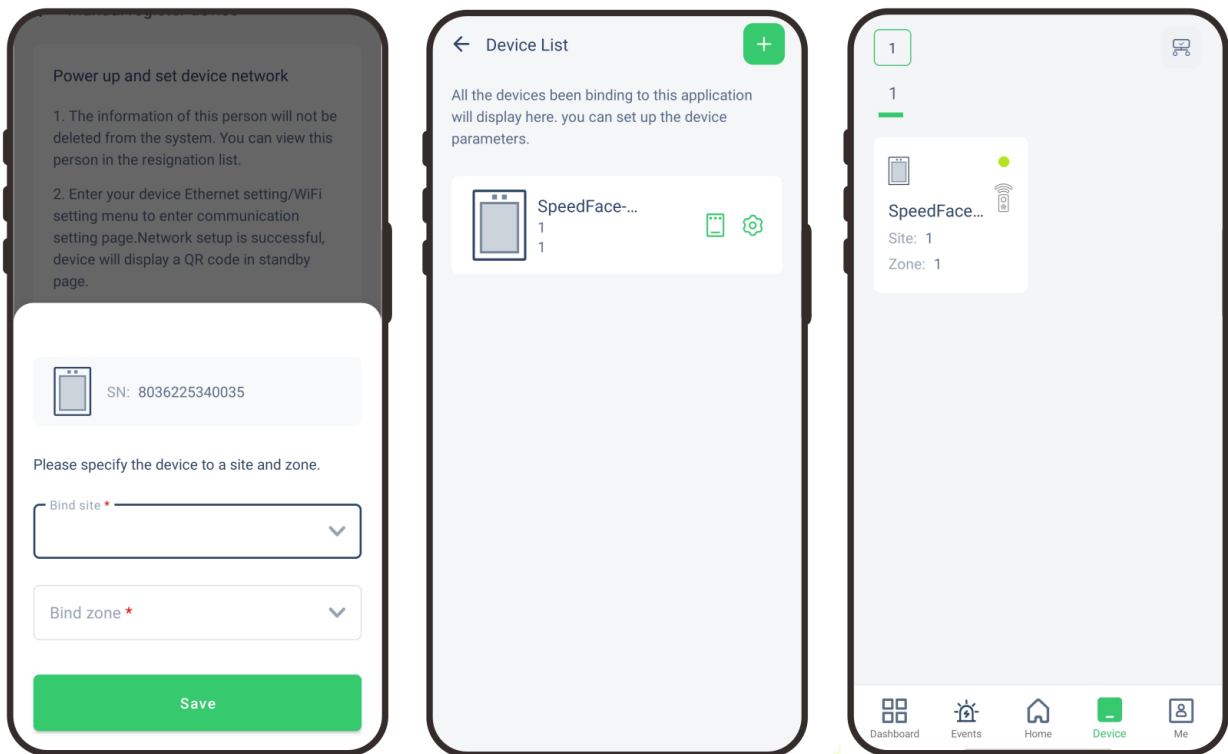 Power up and set device network
1. The information of this person will not be
deleted from the system. You can view this
person in the resignation list.
2. Enter your device Ethernet setting/WiFi
setting menu to enter communication
setting page.Network setup is successful,
device will display a QR code in standby
page.
SN: 8036225340035
Please specify the device to a site and zone.
Bind site *
Bind zone *
Save
Device List
All the devices been binding to this application
will display here. you can set up the device
parameters.
SpeedFace-...
1
1
1
1
SpeedFace...
Site: 1
Zone: 1
Dashboard
Events
Home
Device
Me